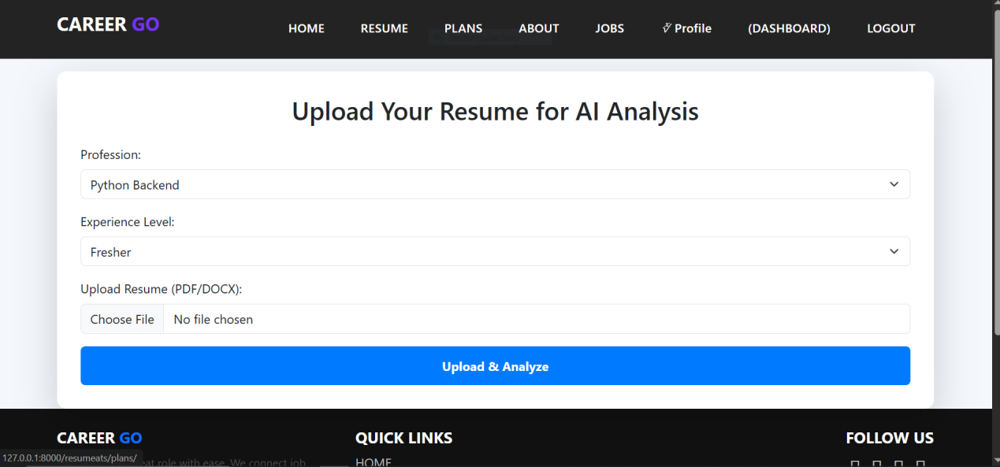 CAREER GO
HOME RESUME PLANS ABOUT JOBS Profile (DASHBOARD) LOGOUT
Upload Your Resume for AI Analysis
Profession:
Python Backend
Experience Level:
Fresher
Upload Resume (PDF/DOCX):
Choose File No file chosen
Upload & Analyze
CAREER GO QUICK LINKS FOLLOW US
role with ease. We connect job HOME
127.0.0.1:8000/resumeats/plans/